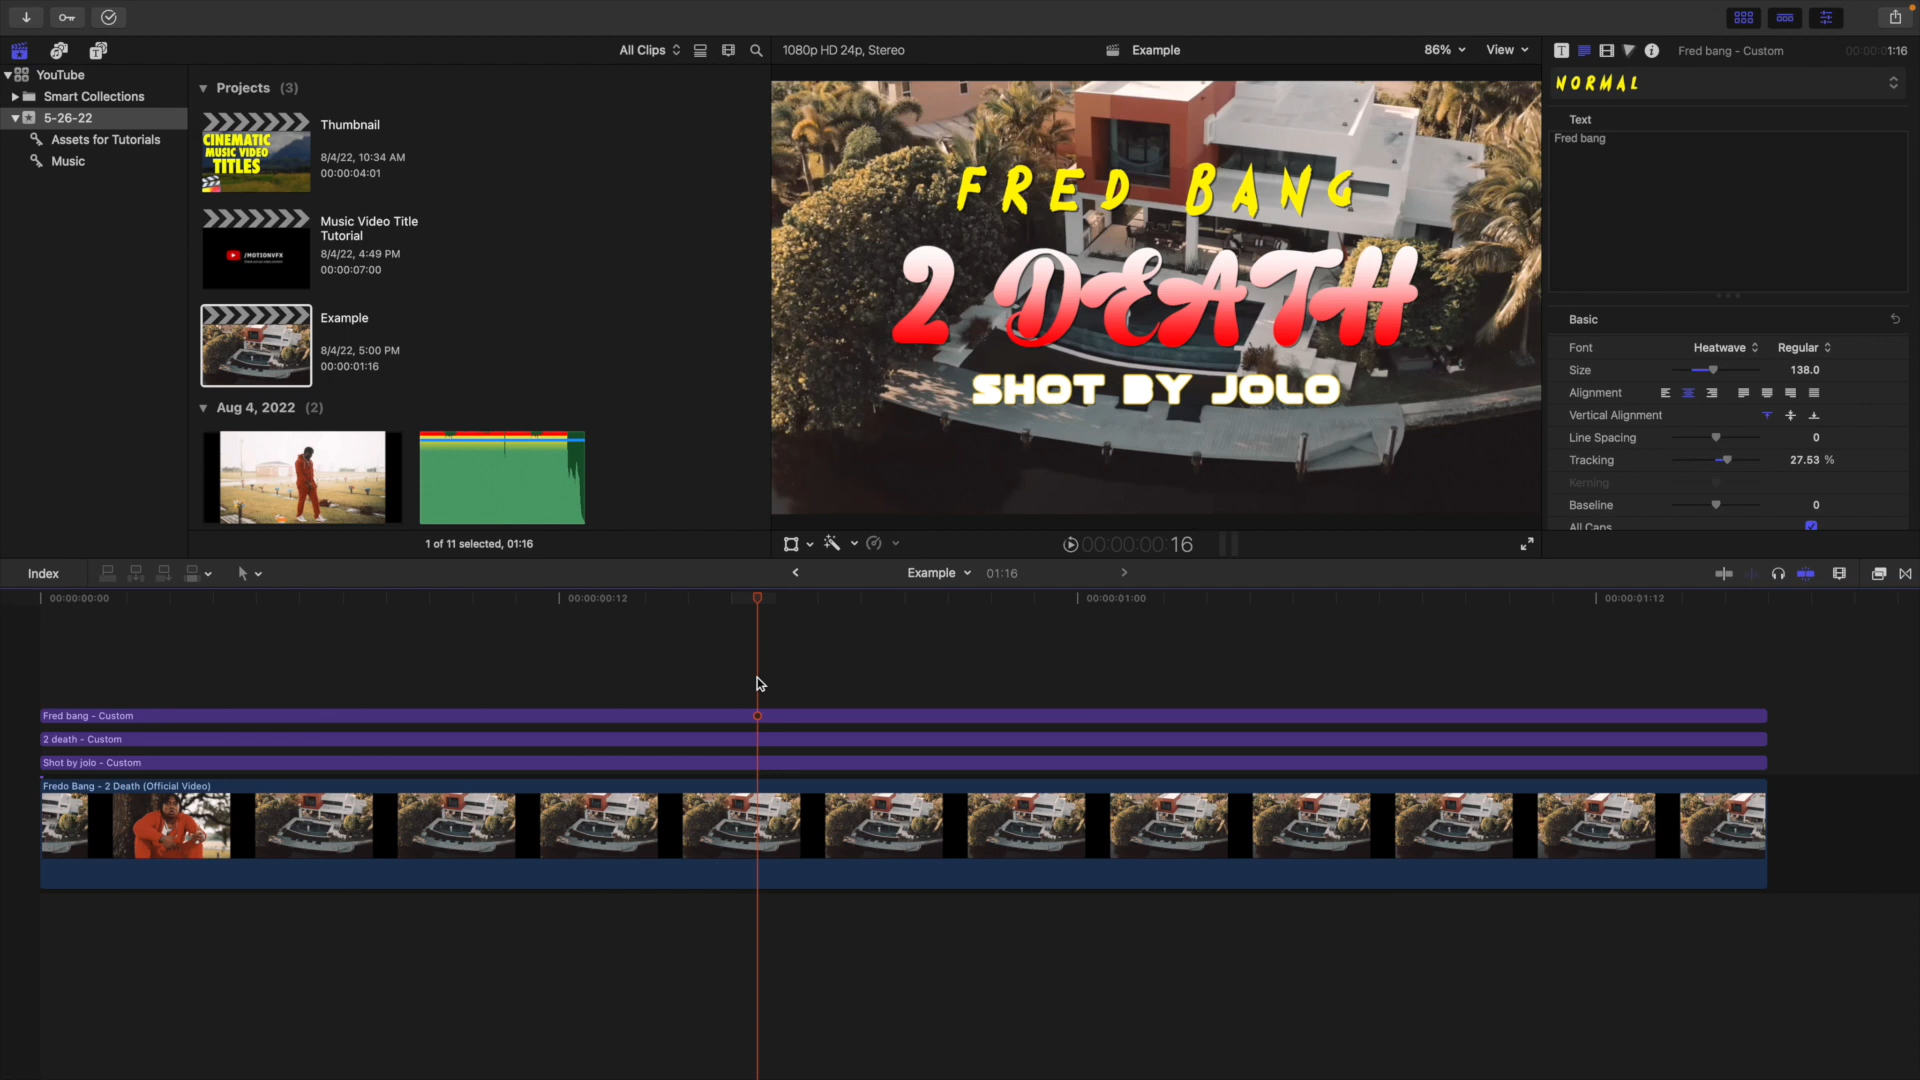 All Clips
1080p HD 24p, Stereo
Example
86%
View
Fred bang - Custom
00:00:01:16
YouTube
Smart Collections
5-26-22
Assets for Tutorials
Music
Projects (3)
CINEMATIC
MUSIC VIDEO
TITLES
Thumbnail
8/4/22, 10:34 AM
00:00:04:01
/MOTIONVFX
Music Video Title
Tutorial
8/4/22, 4:49 PM
00:00:07:00
Example
8/4/22, 5:00 PM
00:00:01:16
Aug 4, 2022 (2)
1 of 11 selected, 01:16
FRED BANG
2 DEATH
SHOT BY JOLO
00:00:00:16
NORMAL
Text
Fred bang
Basic
Font Heatwave Regular
Size 138.0
Alignment
Vertical Alignment
Line Spacing 0
Tracking 27.53 %
Kerning
Baseline 0
All Caps
Index
Example 01:16
00:00:00:00 00:00:00:12 00:00:01:00 00:00:01:12
Fred bang - Custom
2 death - Custom
Shot by jolo - Custom
Fredo Bang - 2 Death (Official Video)